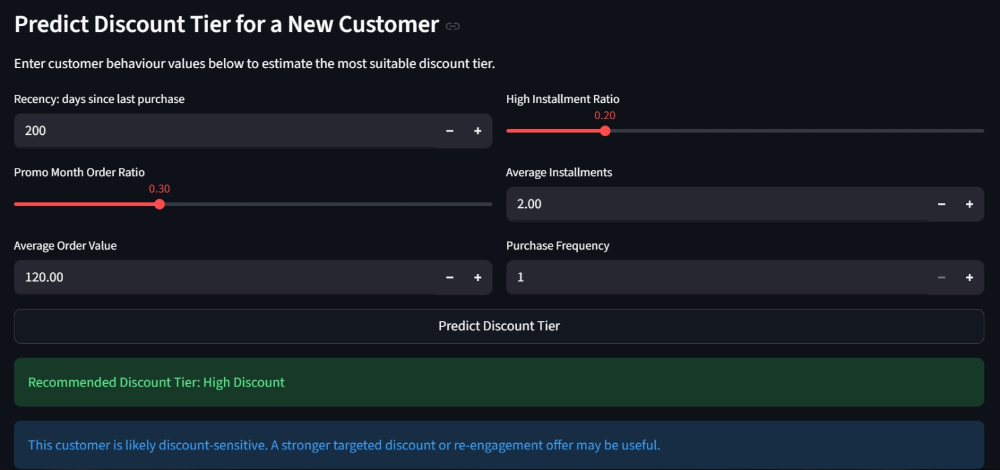 Predict Discount Tier for a New Customer
Enter customer behaviour values below to estimate the most suitable discount tier.
Recency: days since last purchase
200
− +
High Installment Ratio
0.20
Promo Month Order Ratio
0.30
Average Installments
2.00
− +
Average Order Value
120.00
− +
Purchase Frequency
1
− +
Predict Discount Tier
Recommended Discount Tier: High Discount
This customer is likely discount-sensitive. A stronger targeted discount or re-engagement offer may be useful.